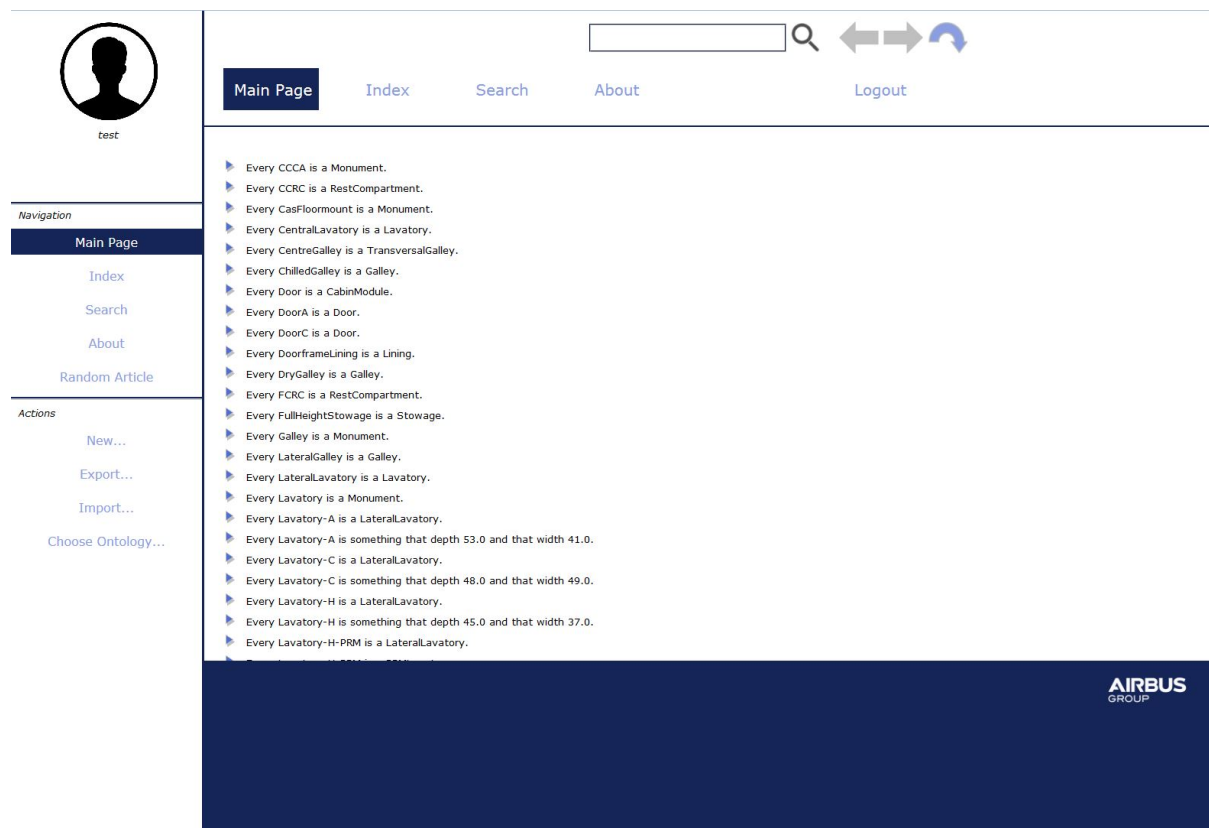 test
Navigation
Main Page
Index
Search
About
Random Article
Actions
New...
Export...
Import...
Choose Ontology...
Main Page Index Search About Logout
Every CCCA is a Monument.
Every CCRC is a RestCompartment.
Every CasFloormount is a Monument.
Every CentralLavatory is a Lavatory.
Every CentreGalley is a TransversalGalley.
Every ChilledGalley is a Galley.
Every Door is a CabinModule.
Every DoorA is a Door.
Every DoorC is a Door.
Every DoorframeLining is a Lining.
Every DryGalley is a Galley.
Every FCRC is a RestCompartment.
Every FullHeightStowage is a Stowage.
Every Galley is a Monument.
Every LateralGalley is a Galley.
Every LateralLavatory is a Lavatory.
Every Lavatory is a Monument.
Every Lavatory-A is a LateralLavatory.
Every Lavatory-A is something that depth 53.0 and that width 41.0.
Every Lavatory-C is a LateralLavatory.
Every Lavatory-C is something that depth 48.0 and that width 49.0.
Every Lavatory-H is a LateralLavatory.
Every Lavatory-H is something that depth 45.0 and that width 37.0.
Every Lavatory-H-PRM is a LateralLavatory.
AIRBUS
GROUP